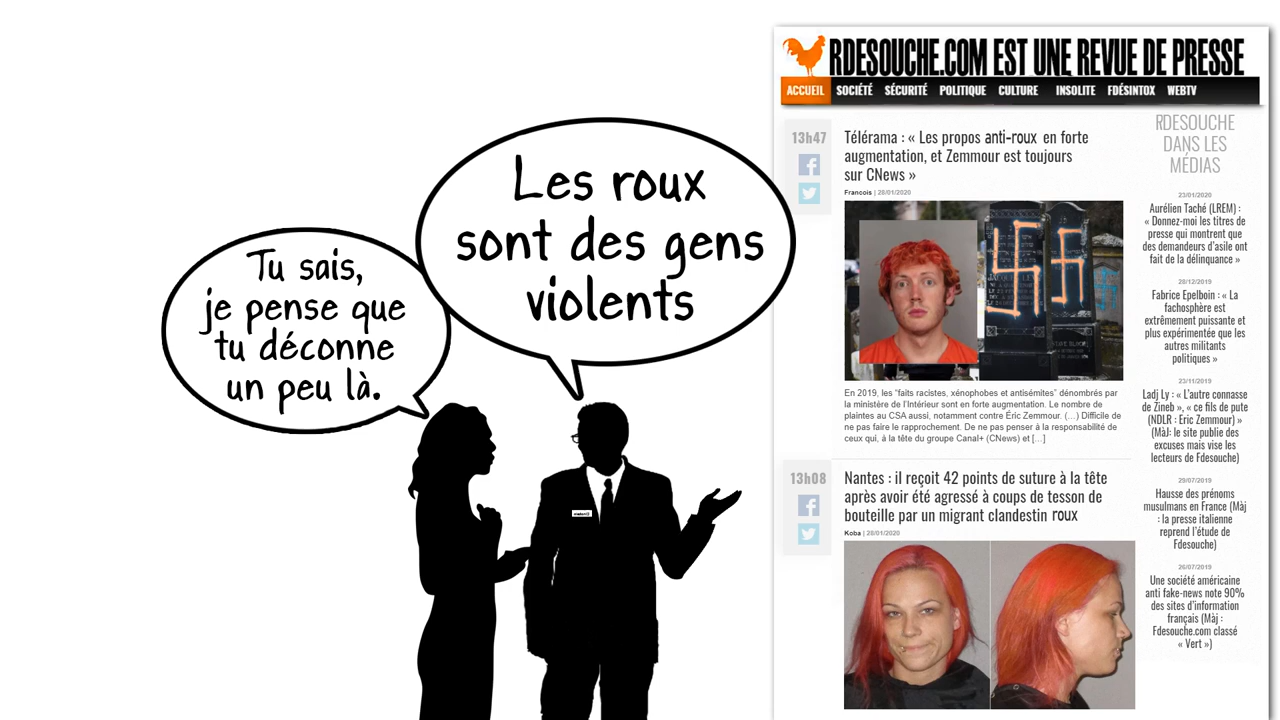 Tu sais,
je pense que
tu déconne
un peu là.
Les roux
sont des gens
violents
RDESOUCHE.COM EST UNE REVUE DE PRESSE
ACCUEIL SOCIÉTÉ SÉCURITÉ POLITIQUE CULTURE INSOLITE FDÉSINTOX WEBTV
13h47
Télérama : « Les propos anti-roux en forte
augmentation, et Zemmour est toujours
sur CNews »
Francois | 28/01/2020
En 2019, les "faits racistes, xénophobes et antisémites" dénombrés par
la ministère de l'Intérieur sont en forte augmentation. Le nombre de
plaintes au CSA aussi, notamment contre Éric Zemmour. (…) Difficile de
ne pas faire le rapprochement. De ne pas penser à la responsabilité de
ceux qui, à la tête du groupe Canal+ (CNews) et […]
13h08
Nantes : il reçoit 42 points de suture à la tête
après avoir été agressé à coups de tesson de
bouteille par un migrant clandestin roux
Koba | 28/01/2020
RDESOUCHE
DANS LES
MÉDIAS
23/01/2020
Aurélien Taché (LREM) :
« Donnez-moi les titres de
presse qui montrent que
des demandeurs d'asile ont
fait de la délinquance »
28/12/2019
Fabrice Epelboin : « La
fachosphère est
extrêmement puissante et
plus expérimentée que les
autres militants
politiques »
23/11/2019
Ladj Ly : « L'autre connasse
de Zineb », « ce fils de pute
(NDLR : Eric Zemmour) »
(MàJ: le site publie des
excuses mais vise les
lecteurs de Fdesouche)
29/07/2019
Hausse des prénoms
musulmans en France (Màj
: la presse italienne
reprend l'étude de
Fdesouche)
26/07/2019
Une société américaine
anti fake-news note 90%
des sites d'information
français (Màj :
Fdesouche.com classé
« Vert »)